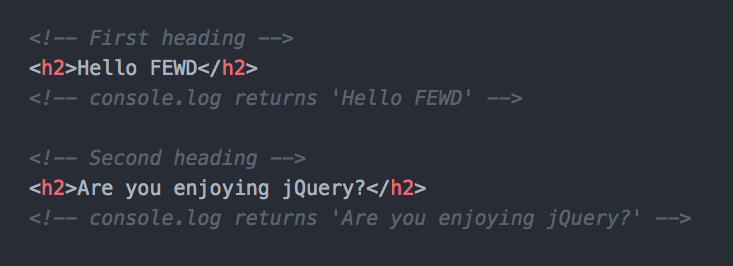 <!-- First heading -->
<h2>Hello FEWD</h2>
<!-- console.log returns 'Hello FEWD' -->
<!-- Second heading -->
<h2>Are you enjoying jQuery?</h2>
<!-- console.log returns 'Are you enjoying jQuery?' -->